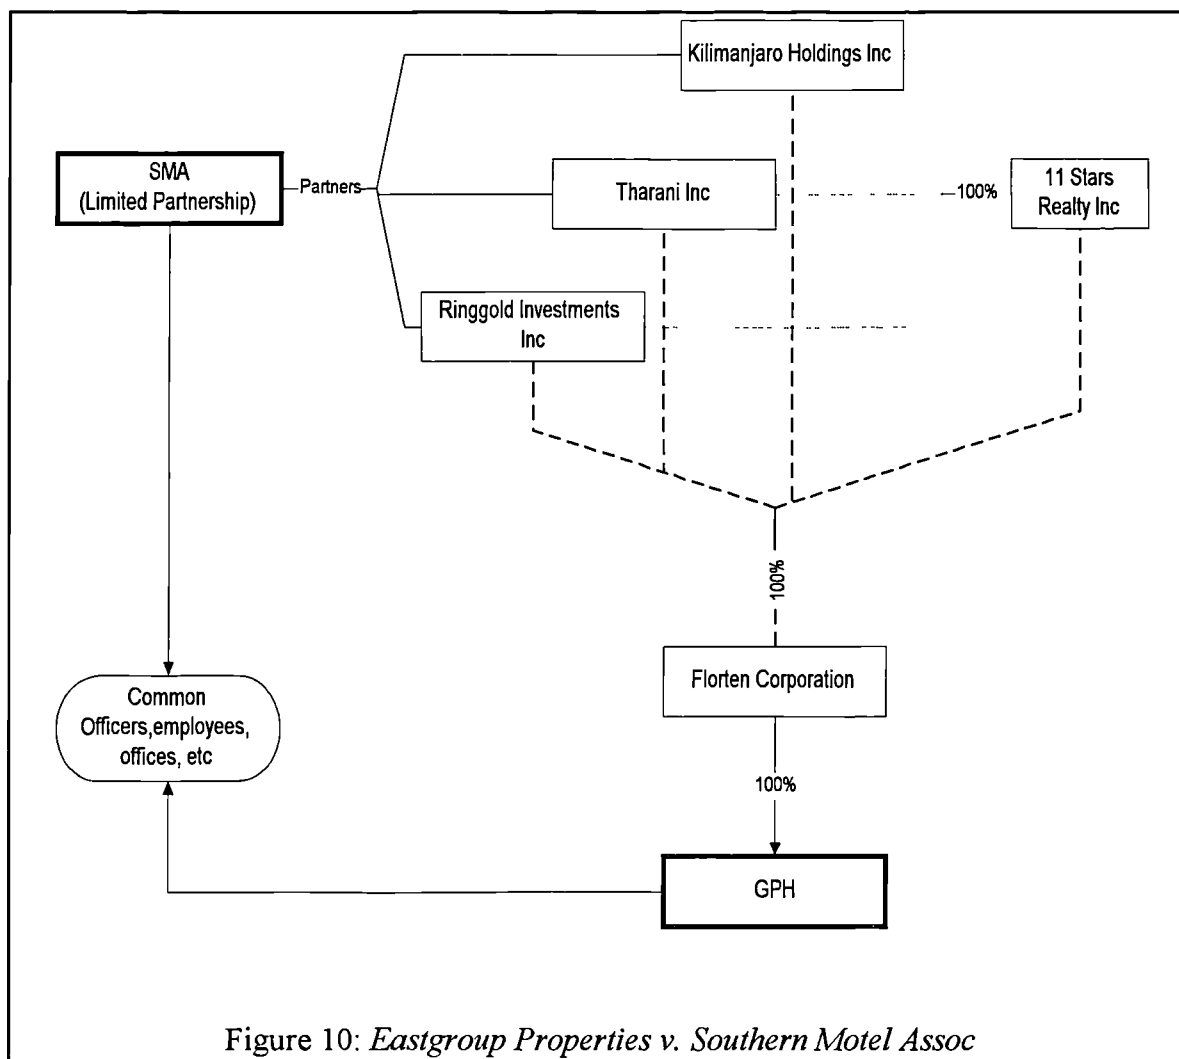 Kilimanjaro Holdings Inc
SMA
(Limited Partnership)
Partners
Tharani Inc
100%
11 Stars
Realty Inc
Ringgold Investments
Inc
100%
Florten Corporation
Common
Officers,employees,
offices, etc
100%
GPH
Figure 10: Eastgroup Properties v. Southern Motel Assoc